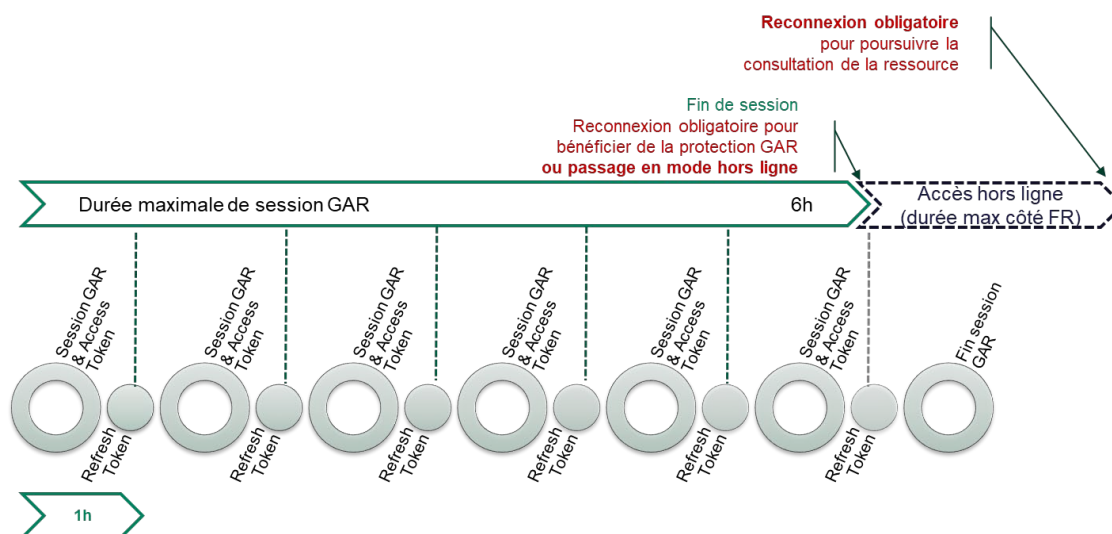 Reconnexion obligatoire
pour poursuivre la
consultation de la ressource
Fin de session
Reconnexion obligatoire pour
bénéficier de la protection GAR
ou passage en mode hors ligne
Durée maximale de session GAR
6h
Accès hors ligne
(durée max côté FR)
Session GAR
& Access
Token
Refresh
Token
Session GAR
& Access
Token
Refresh
Token
Session GAR
& Access
Token
Refresh
Token
Session GAR
& Access
Token
Refresh
Token
Session GAR
& Access
Token
Refresh
Token
Session GAR
& Access
Token
Refresh
Token
Fin session
GAR
1h